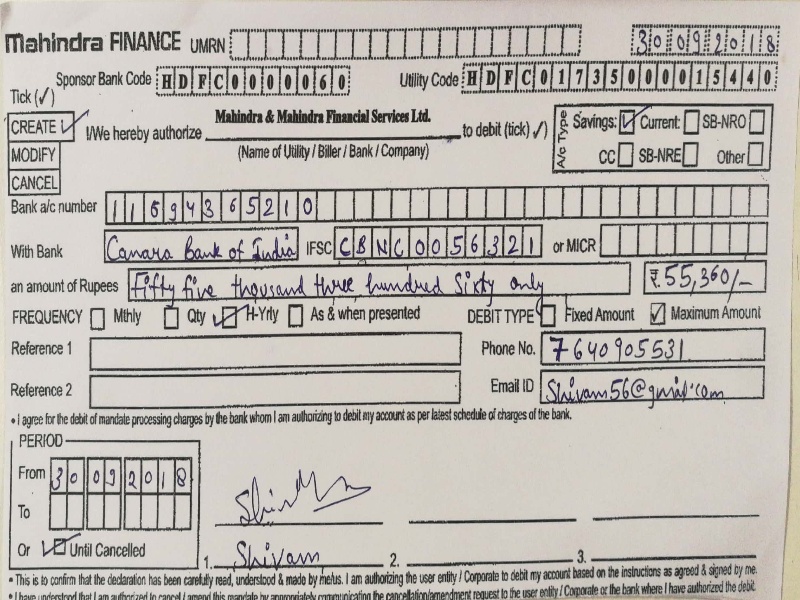 Mahindra FINANCE UMRN 30092018
Sponsor Bank Code HDFC0000060 Utility Code HDFC01735000015440
Tick (✓)
CREATE ✓ I/We hereby authorize Mahindra & Mahindra Financial Services Ltd. to debit (tick) ✓) A/c Type Savings: ✓ Current: SB-NRO
MODIFY (Name of Utility / Biller / Bank / Company) CC SB-NRE Other
CANCEL
Bank a/c number 11694365210
With Bank Canara Bank of India IFSC CBNC0056321 or MICR
an amount of Rupees Fifty five thousand three hundred Sixty only ₹ 55,360/-
FREQUENCY Mthly Qty ✓ H-Yrly As & when presented DEBIT TYPE Fixed Amount ✓ Maximum Amount
Reference 1 Phone No. 7640905531
Reference 2 Email ID Shivam56@gmail.com
• I agree for the debit of mandate processing charges by the bank whom I am authorizing to debit my account as per latest schedule of charges of the bank.
PERIOD
From 30092018
To
Or ✓ Until Cancelled 1. Shivam 2. 3.
• This is to confirm that the declaration has been carefully read, understood & made by me/us. I am authorizing the user entity / Corporate to debit my account based on the instructions as agreed & signed by me.
• I have understood that I am authorized to cancel / amend this mandate by appropriately communicating the cancellation/amendment request to the user entity / Corporate or the bank where I have authorized the debit.